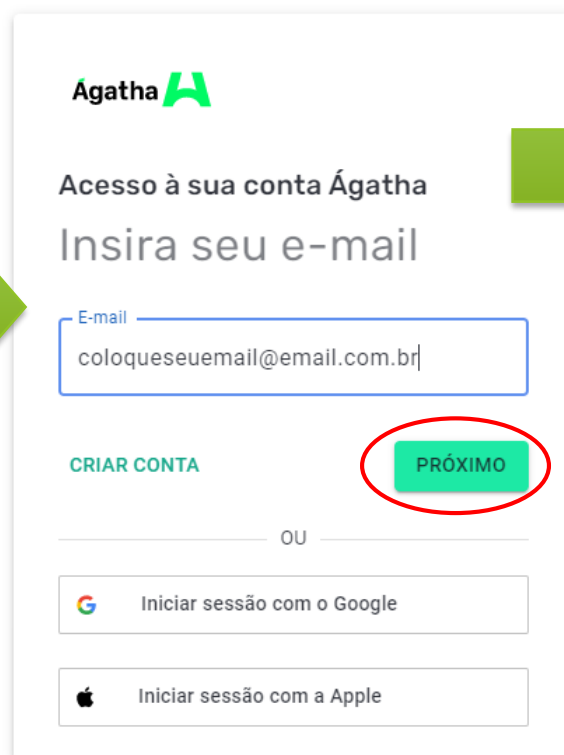 Ágatha
Acesso à sua conta Ágatha
Insira seu e-mail
E-mail
coloqueseuemail@email.com.br
CRIAR CONTA
PRÓXIMO
OU
Iniciar sessão com o Google
Iniciar sessão com a Apple